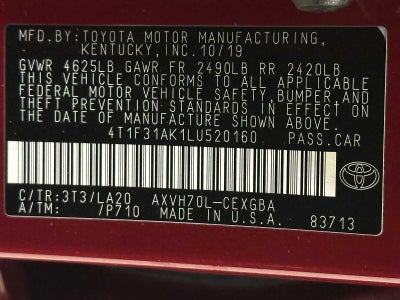 MFD. BY: TOYOTA MOTOR MANUFACTURING,
KENTUCKY, INC. 10/19
GVWR 4625LB GAWR FR 2490LB RR 2420LB
THIS VEHICLE CONFORMS TO ALL APPLICABLE
FEDERAL MOTOR VEHICLE SAFETY, BUMPER, AND
THEFT PREVENTION STANDARDS IN EFFECT
ON THE DATE OF MANUFACTURE SHOWN ABOVE.
4T1F31AK1LU520160 PASS. CAR
C/TR: 3T3/LA20 AXVH70L-CEXGBA
A/TM: /P710 MADE IN U.S.A. 83713
TOYOTA